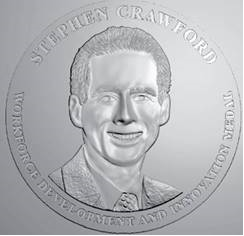 STEPHEN CRAWFORD
WORKFORCE DEVELOPMENT AND INNOVATION MEDAL